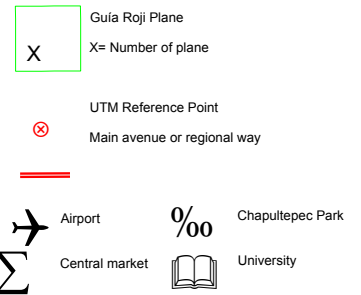 Guía Roji Plane
X
X= Number of plane
UTM Reference Point
Main avenue or regional way
Airport
‰
Chapultepec Park
∑
Central market
University